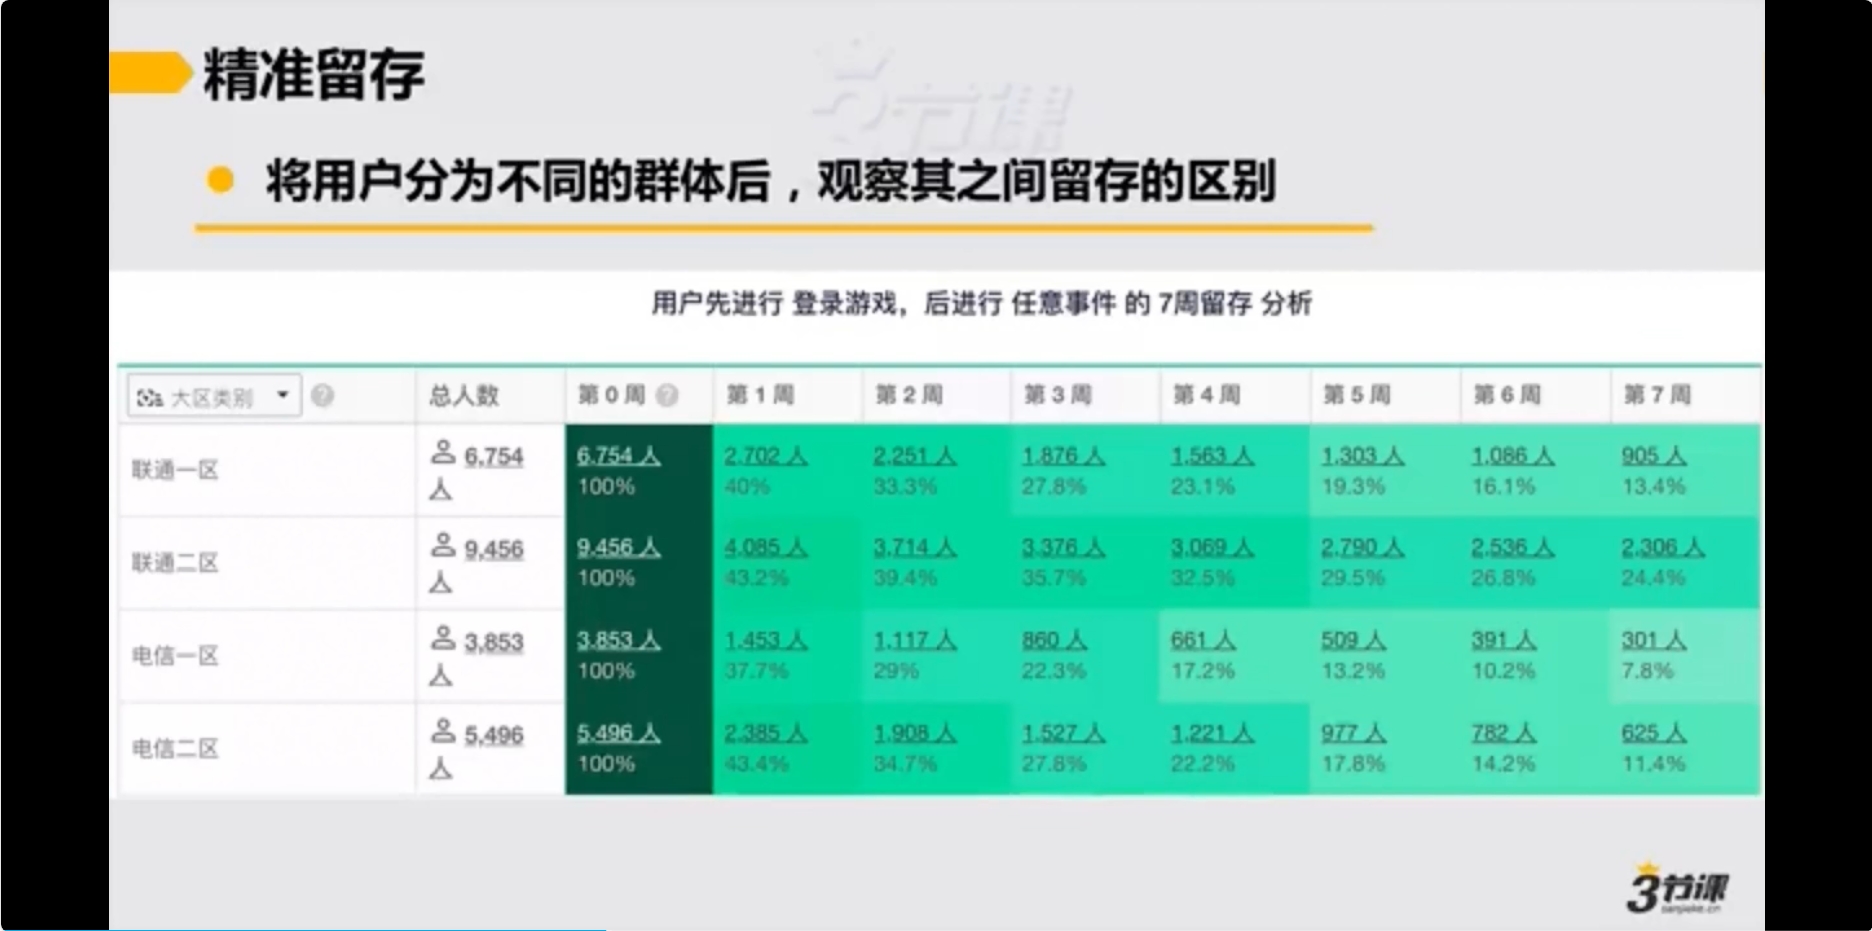 3节课
精准留存
将用户分为不同的群体后，观察其之间留存的区别
用户先进行 登录游戏，后进行 任意事件 的 7周留存 分析
大区类别 ? 总人数 第 0 周 ? 第 1 周 第 2 周 第 3 周 第 4 周 第 5 周 第 6 周 第 7 周
联通一区 6,754 人 6,754 人 2,702 人 2,251 人 1,876 人 1,563 人 1,303 人 1,086 人 905 人
100% 40% 33.3% 27.8% 23.1% 19.3% 16.1% 13.4%
联通二区 9,456 人 9,456 人 4,085 人 3,714 人 3,376 人 3,069 人 2,790 人 2,536 人 2,306 人
100% 43.2% 39.4% 35.7% 32.5% 29.5% 26.8% 24.4%
电信一区 3,853 人 3,853 人 1,453 人 1,117 人 860 人 661 人 509 人 391 人 301 人
100% 37.7% 29% 22.3% 17.2% 13.2% 10.2% 7.8%
电信二区 5,496 人 5,496 人 2,385 人 1,908 人 1,527 人 1,221 人 977 人 782 人 625 人
100% 43.4% 34.7% 27.8% 22.2% 17.8% 14.2% 11.4%
3节课
sanjieke.cn